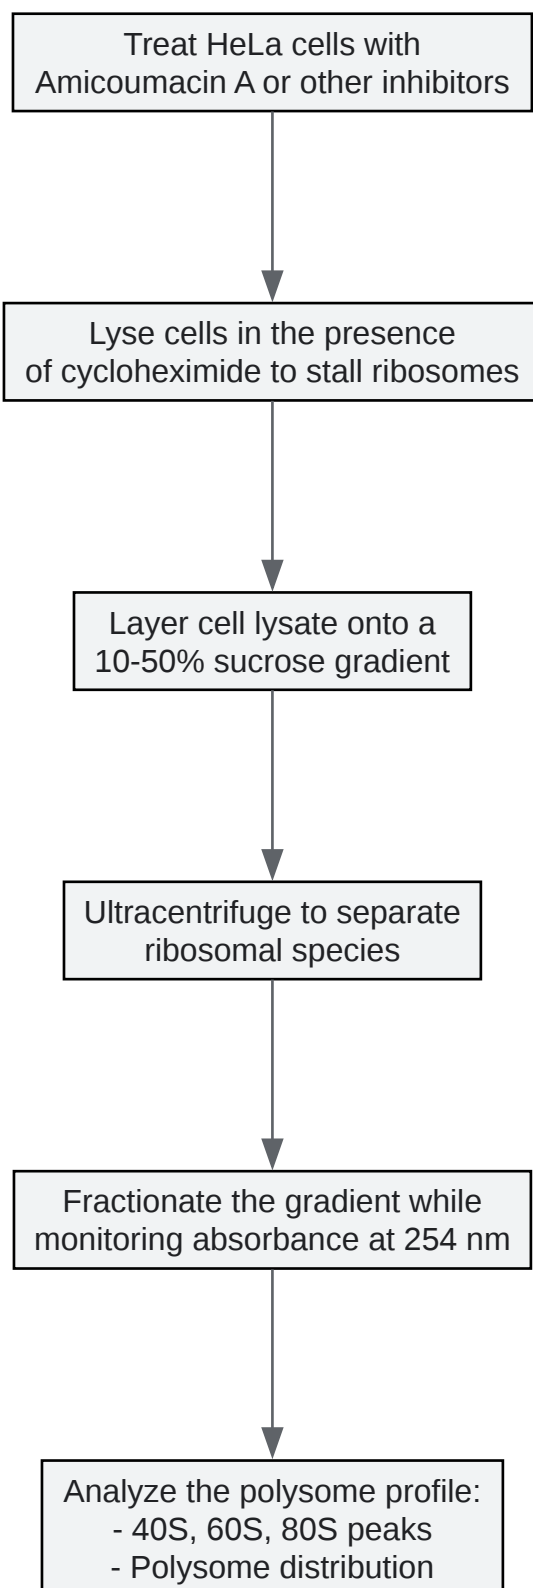 Treat HeLa cells with
Amicoumacin A or other inhibitors
Lyse cells in the presence
of cycloheximide to stall ribosomes
Layer cell lysate onto a
10-50% sucrose gradient
Ultracentrifuge to separate
ribosomal species
Fractionate the gradient while
monitoring absorbance at 254 nm
Analyze the polysome profile:
- 40S, 60S, 80S peaks
- Polysome distribution